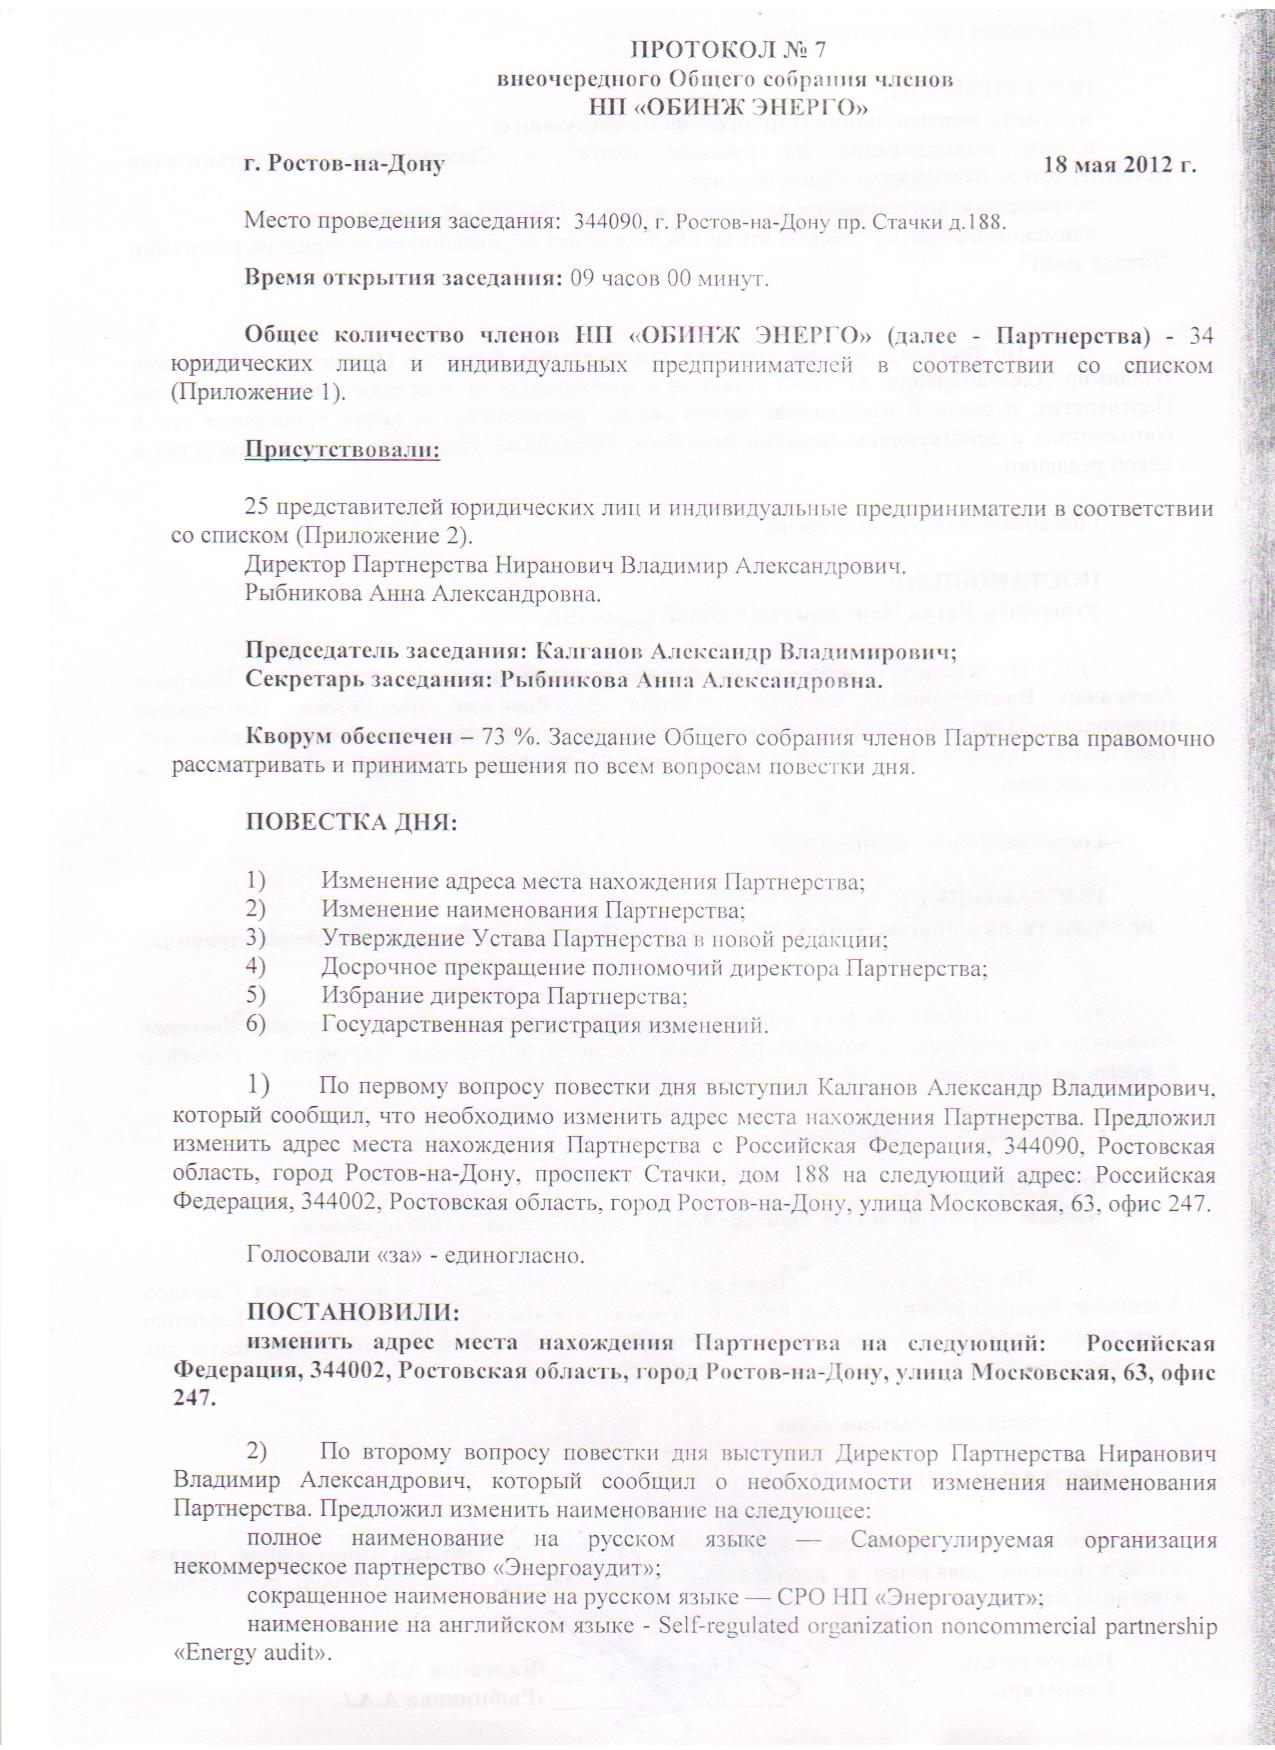 ПРОТОКОЛ № 7
внеочередного Общего собрания членов
НП «ОБИНЖ ЭНЕРГО»
г. Ростов-на-Дону 18 мая 2012 г.
Место проведения заседания: 344090, г. Ростов-на-Дону пр. Стачки д.188.
Время открытия заседания: 09 часов 00 минут.
Общее количество членов НП «ОБИНЖ ЭНЕРГО» (далее - Партнерства) - 34
юридических лица и индивидуальных предпринимателей в соответствии со списком
(Приложение 1).
Присутствовали:
25 представителей юридических лиц и индивидуальные предприниматели в соответствии
со списком (Приложение 2).
Директор Партнерства Ниранович Владимир Александрович.
Рыбникова Анна Александровна.
Председатель заседания: Калганов Александр Владимирович;
Секретарь заседания: Рыбникова Анна Александровна.
Кворум обеспечен – 73 %. Заседание Общего собрания членов Партнерства правомочно
рассматривать и принимать решения по всем вопросам повестки дня.
ПОВЕСТКА ДНЯ:
1) Изменение адреса места нахождения Партнерства;
2) Изменение наименования Партнерства;
3) Утверждение Устава Партнерства в новой редакции;
4) Досрочное прекращение полномочий директора Партнерства;
5) Избрание директора Партнерства;
6) Государственная регистрация изменений.
1) По первому вопросу повестки дня выступил Калганов Александр Владимирович,
который сообщил, что необходимо изменить адрес места нахождения Партнерства. Предложил
изменить адрес места нахождения Партнерства с Российская Федерация, 344090, Ростовская
область, город Ростов-на-Дону, проспект Стачки, дом 188 на следующий адрес: Российская
Федерация, 344002, Ростовская область, город Ростов-на-Дону, улица Московская, 63, офис 247.
Голосовали «за» - единогласно.
ПОСТАНОВИЛИ:
изменить адрес места нахождения Партнерства на следующий: Российская
Федерация, 344002, Ростовская область, город Ростов-на-Дону, улица Московская, 63, офис
247.
2) По второму вопросу повестки дня выступил Директор Партнерства Ниранович
Владимир Александрович, который сообщил о необходимости изменения наименования
Партнерства. Предложил изменить наименование на следующее:
полное наименование на русском языке — Саморегулируемая организация
некоммерческое партнерство «Энергоаудит»;
сокращенное наименование на русском языке — СРО НП «Энергоаудит»;
наименование на английском языке - Self-regulated organization noncommercial partnership
«Energy audit».